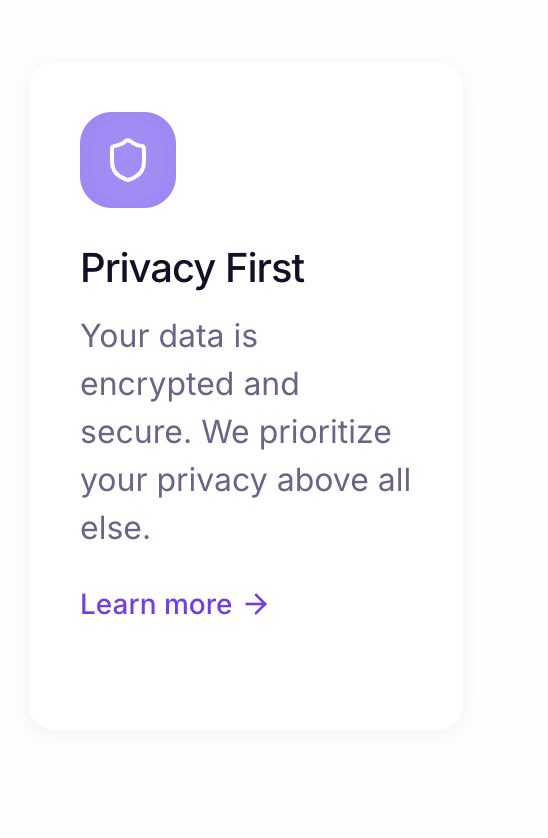 Privacy First
Your data is
encrypted and
secure. We prioritize
your privacy above all
else.
Learn more →